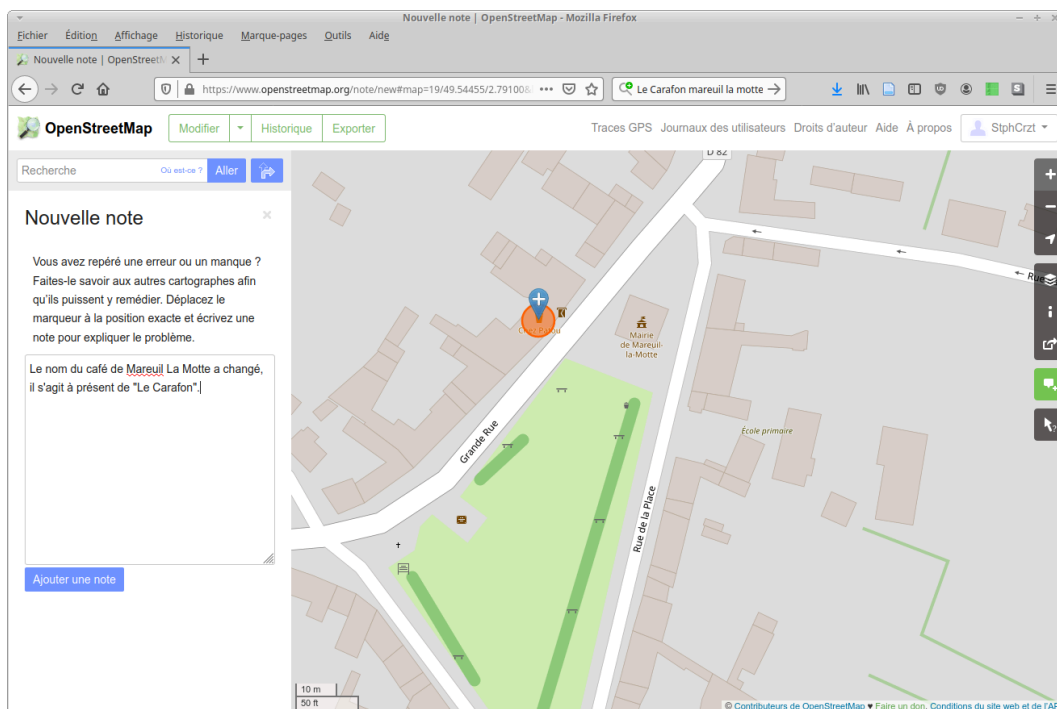 Nouvelle note | OpenStreetMap - Mozilla Firefox
Fichier Édition Affichage Historique Marque-pages Outils Aide
Nouvelle note | OpenStreetM
https://www.openstreetmap.org/note/new#map=19/49.54455/2.79100&
Le Carafon mareuil la motte
OpenStreetMap
Modifier Historique Exporter
Traces GPS Journaux des utilisateurs Droits d'auteur Aide À propos StphCrzt
Recherche Où est-ce ? Aller
Nouvelle note
Vous avez repéré une erreur ou un manque ?
Faites-le savoir aux autres cartographes afin
qu'ils puissent y remédier. Déplacez le
marqueur à la position exacte et écrivez une
note pour expliquer le problème.
Le nom du café de Mareuil La Motte a changé,
il s'agit à présent de "Le Carafon".
Ajouter une note
D 82
Rue
Mairie
de Mareuil-
la-Motte
École primaire
Grande Rue
Rue de la Place
10 m
50 ft
© Contributeurs de OpenStreetMap ♥ Faire un don. Conditions du site web et de l'AP